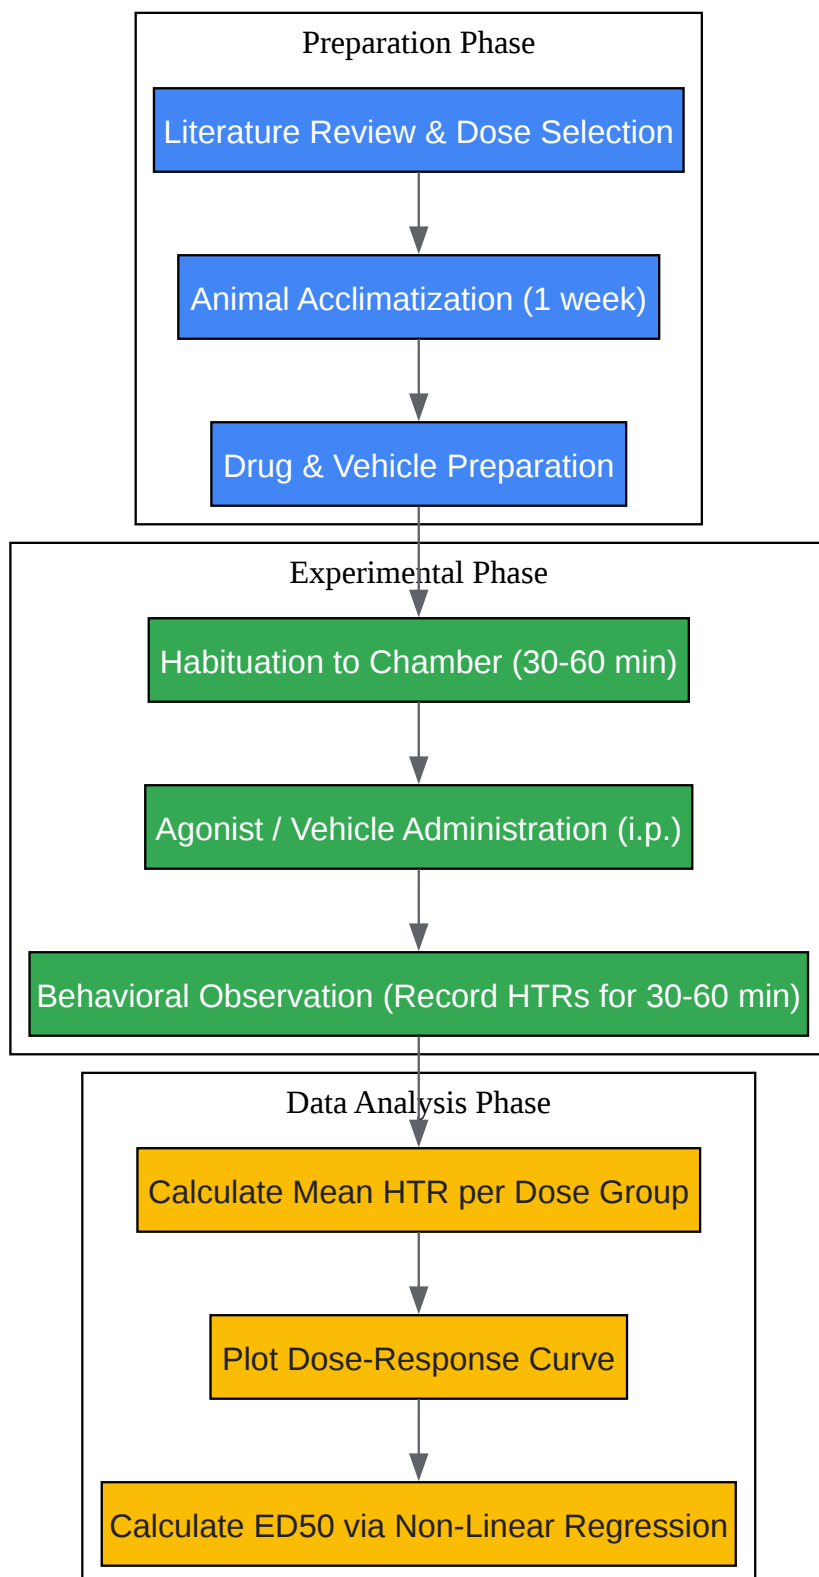 Preparation Phase
Literature Review & Dose Selection
Animal Acclimatization (1 week)
Drug & Vehicle Preparation
Experimental Phase
Habituation to Chamber (30-60 min)
Agonist / Vehicle Administration (i.p.)
Behavioral Observation (Record HTRs for 30-60 min)
Data Analysis Phase
Calculate Mean HTR per Dose Group
Plot Dose-Response Curve
Calculate ED50 via Non-Linear Regression